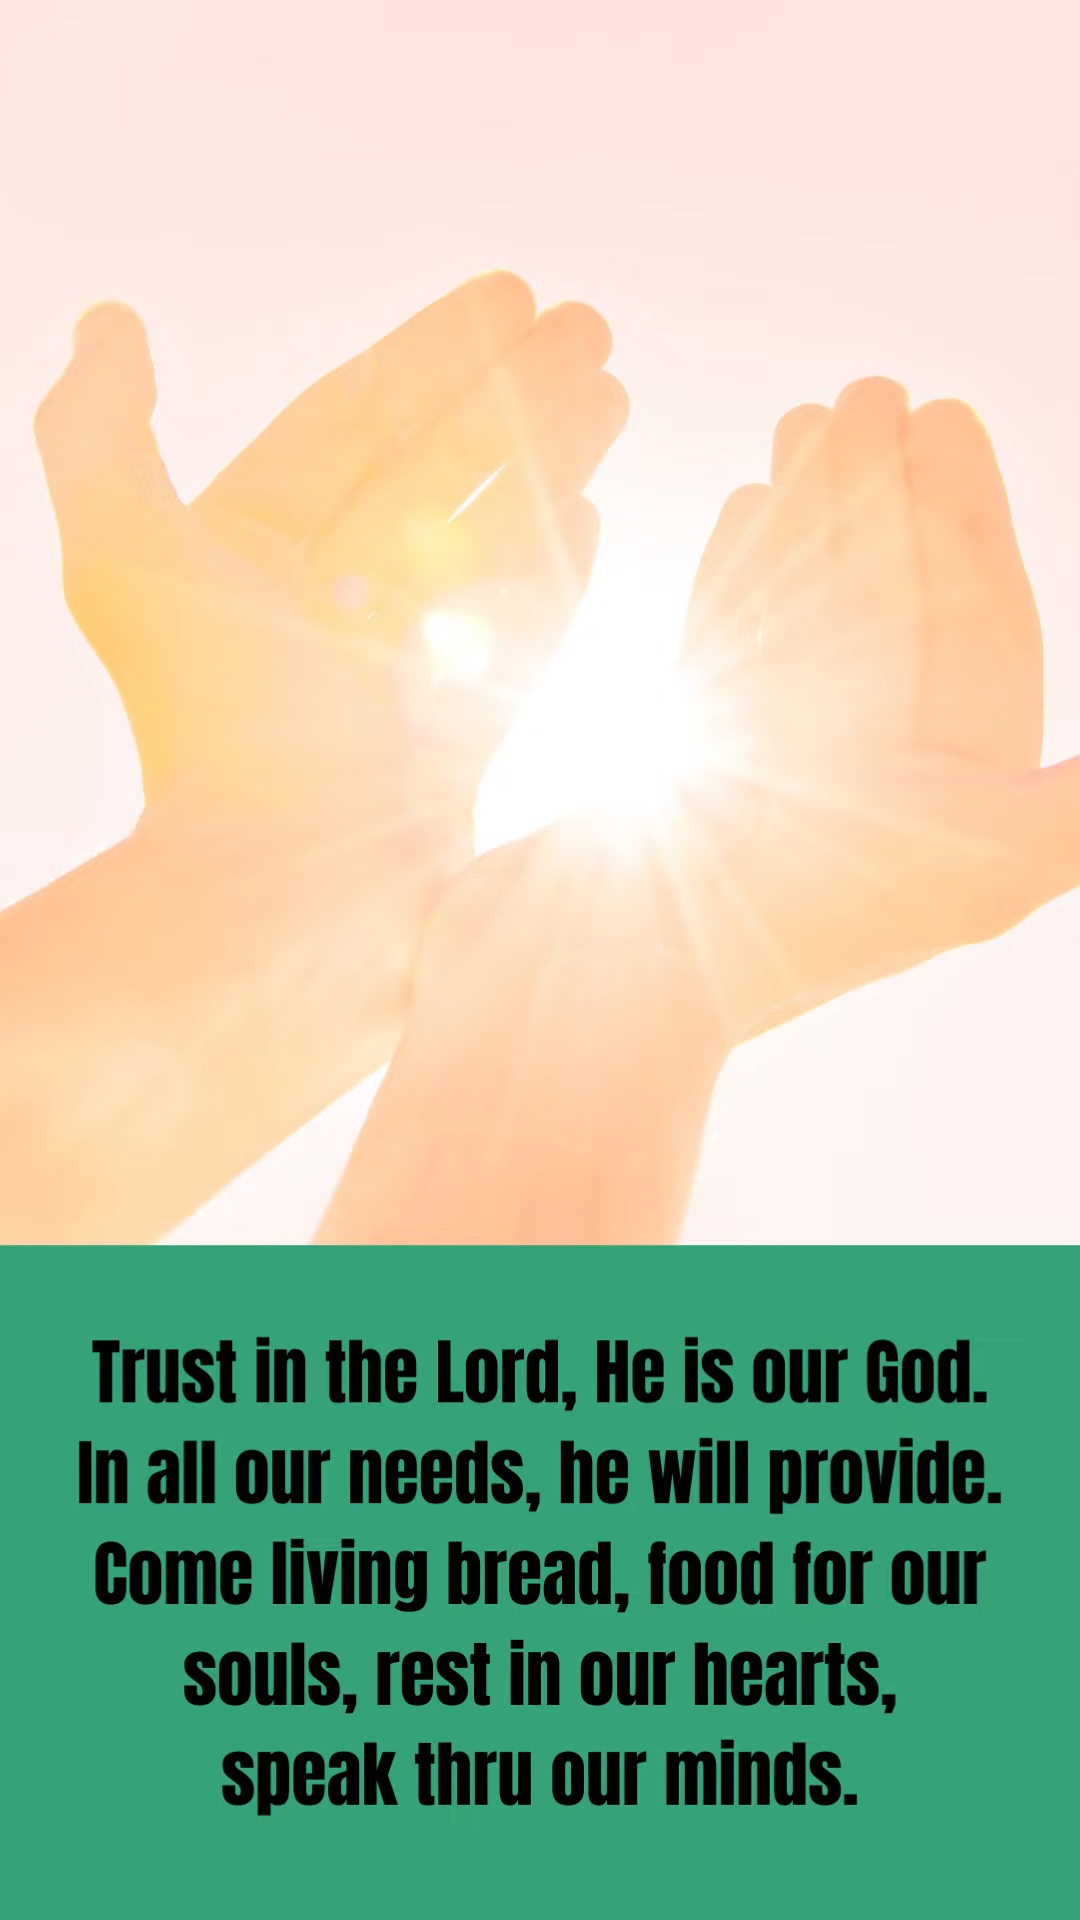 Trust in the Lord, He is our God.
In all our needs, he will provide.
Come living bread, food for our
souls, rest in our hearts,
speak thru our minds.